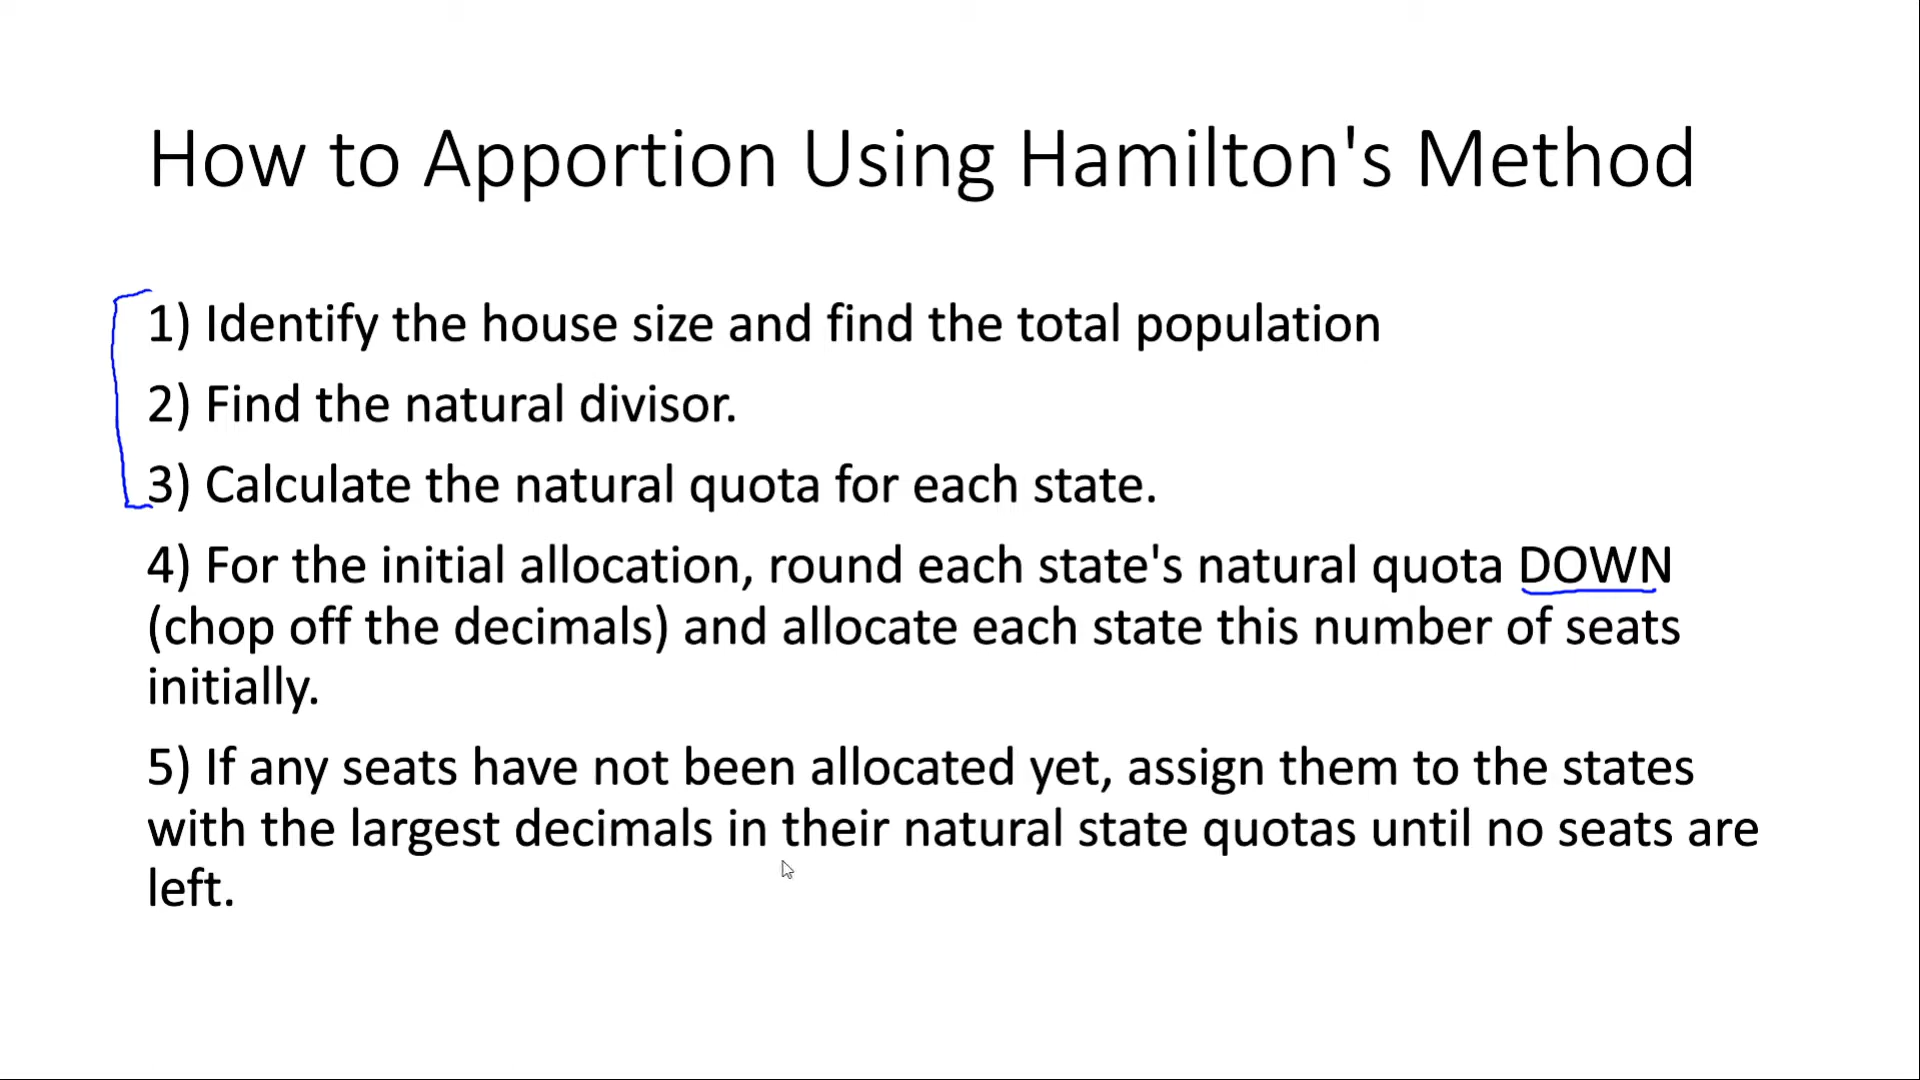 How to Apportion Using Hamilton's Method
1) Identify the house size and find the total population
2) Find the natural divisor.
3) Calculate the natural quota for each state.
4) For the initial allocation, round each state's natural quota DOWN
(chop off the decimals) and allocate each state this number of seats
initially.
5) If any seats have not been allocated yet, assign them to the states
with the largest decimals in their natural state quotas until no seats are
left.